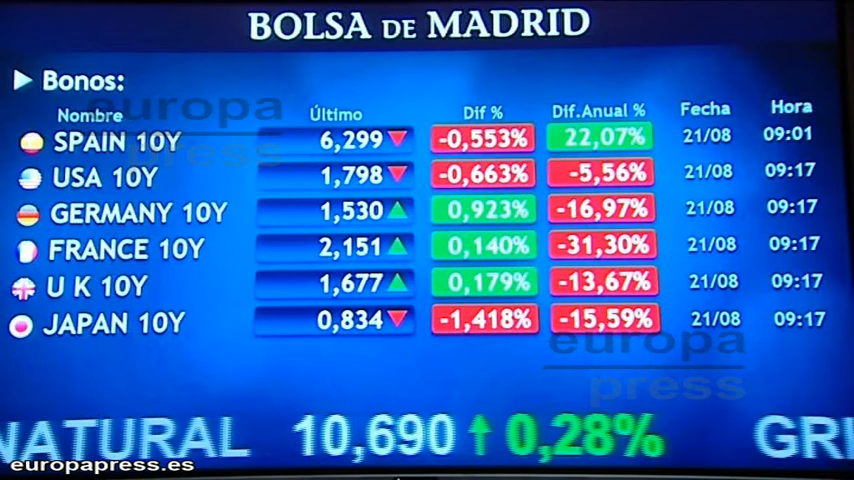 BOLSA DE MADRID
Bonos:
Nombre Último Dif % Dif.Anual % Fecha Hora
SPAIN 10Y 6,299 -0,553% 22,07% 21/08 09:01
USA 10Y 1,798 -0,663% -5,56% 21/08 09:17
GERMANY 10Y 1,530 0,923% -16,97% 21/08 09:17
FRANCE 10Y 2,151 0,140% -31,30% 21/08 09:17
U K 10Y 1,677 0,179% -13,67% 21/08 09:17
JAPAN 10Y 0,834 -1,418% -15,59% 21/08 09:17
europa
press
europa
press
NATURAL 10,690 0,28% GRI
europapress.es